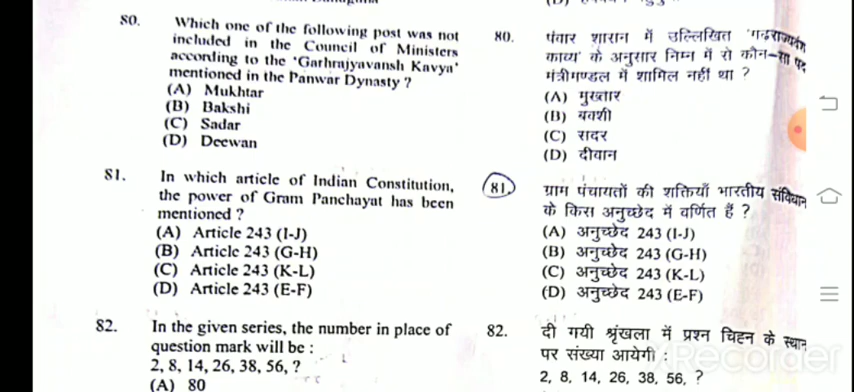 80. Which one of the following post was not
included in the Council of Ministers
according to the 'Garhrajyavansh Kavya'
mentioned in the Panwar Dynasty ?
(A) Mukhtar
(B) Bakshi
(C) Sadar
(D) Deewan
81. In which article of Indian Constitution,
the power of Gram Panchayat has been
mentioned ?
(A) Article 243 (I-J)
(B) Article 243 (G-H)
(C) Article 243 (K-L)
(D) Article 243 (E-F)
82. In the given series, the number in place of
question mark will be :
2, 8, 14, 26, 38, 56, ?
(A) 80
80. पंवार शासन में उल्लिखित 'गढराज्यवंश
काव्य' के अनुसार निम्न में से कौन-सा पद
मंत्रीमण्डल में शामिल नहीं था ?
(A) मुख्तार
(B) बक्शी
(C) सदर
(D) दीवान
81. ग्राम पंचायतों की शक्तियाँ भारतीय संविधान
के किस अनुच्छेद में वर्णित हैं ?
(A) अनुच्छेद 243 (I-J)
(B) अनुच्छेद 243 (G-H)
(C) अनुच्छेद 243 (K-L)
(D) अनुच्छेद 243 (E-F)
82. दी गयी श्रृंखला में प्रश्न चिह्न के स्थान
पर संख्या आयेगी :
2, 8, 14, 26, 38, 56, ?
XRecorder